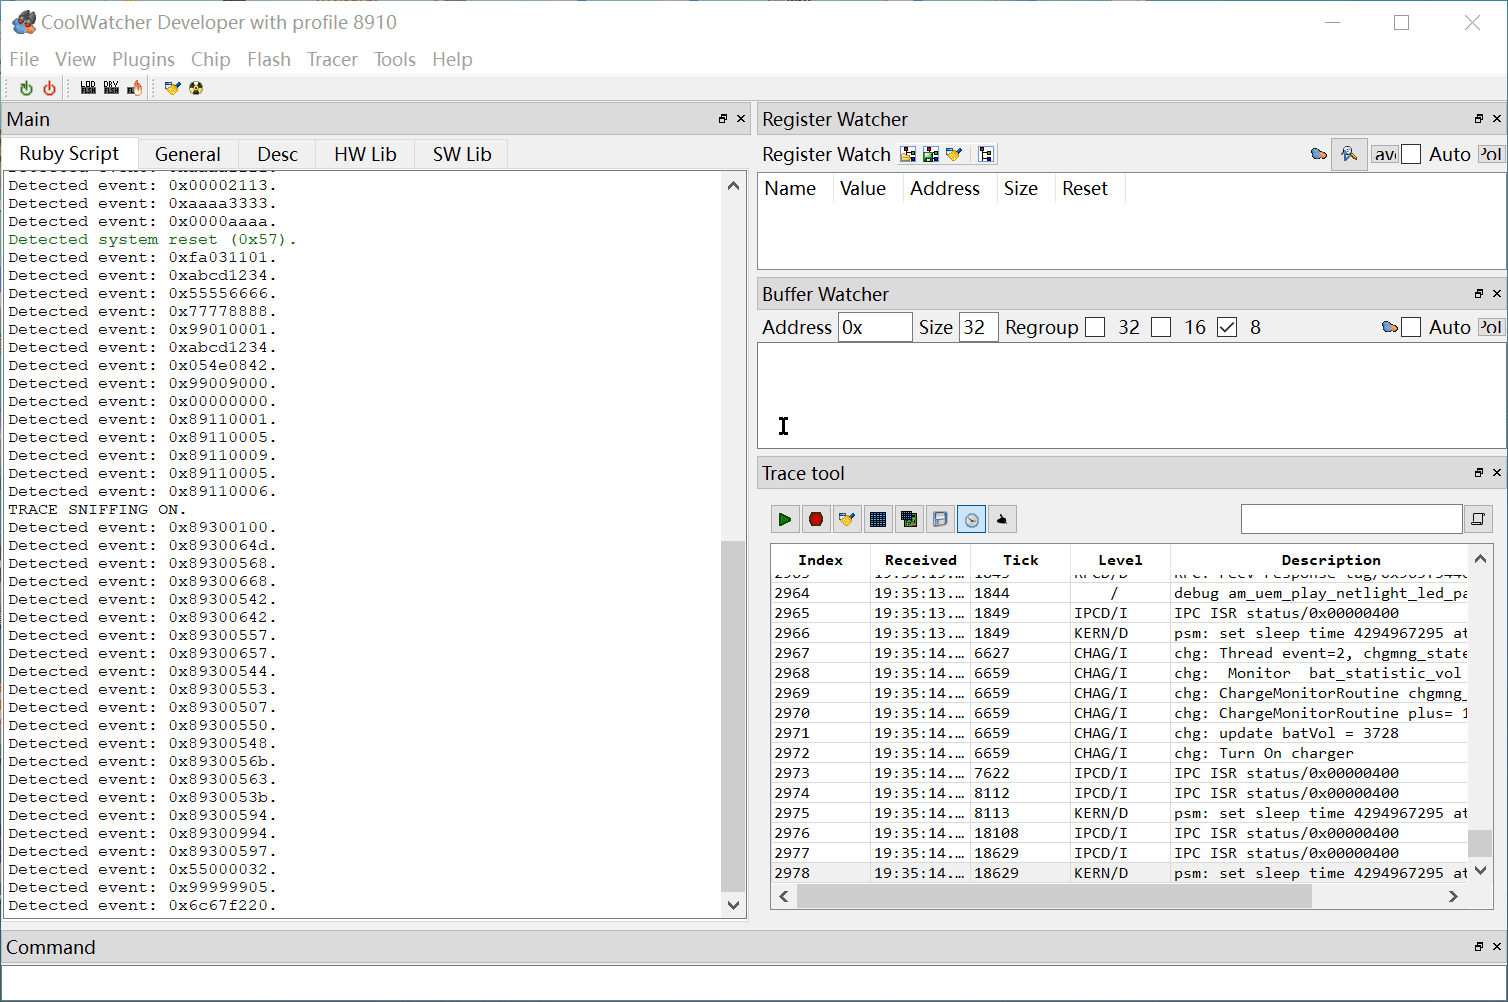 CoolWatcher Developer with profile 8910
File View Plugins Chip Flash Tracer Tools Help
Main
Ruby Script General Desc HW Lib SW Lib
Detected event: 0x00002113.
Detected event: 0xaaaa3333.
Detected event: 0x0000aaaa.
Detected system reset (0x57).
Detected event: 0xfa031101.
Detected event: 0xabcd1234.
Detected event: 0x55556666.
Detected event: 0x77778888.
Detected event: 0x99010001.
Detected event: 0xabcd1234.
Detected event: 0x054e0842.
Detected event: 0x99009000.
Detected event: 0x00000000.
Detected event: 0x89110001.
Detected event: 0x89110005.
Detected event: 0x89110009.
Detected event: 0x89110005.
Detected event: 0x89110006.
TRACE SNIFFING ON.
Detected event: 0x89300100.
Detected event: 0x8930064d.
Detected event: 0x89300568.
Detected event: 0x89300668.
Detected event: 0x89300542.
Detected event: 0x89300642.
Detected event: 0x89300557.
Detected event: 0x89300657.
Detected event: 0x89300544.
Detected event: 0x89300553.
Detected event: 0x89300507.
Detected event: 0x89300550.
Detected event: 0x89300548.
Detected event: 0x8930056b.
Detected event: 0x89300563.
Detected event: 0x8930053b.
Detected event: 0x89300594.
Detected event: 0x89300994.
Detected event: 0x89300597.
Detected event: 0x55000032.
Detected event: 0x99999905.
Detected event: 0x6c67f220.
Register Watcher
Register Watch Auto
Name Value Address Size Reset
Buffer Watcher
Address 0x Size 32 Regroup 32 16 8 Auto
Trace tool
Index Received Tick Level Description
2964 19:35:13.... 1844 / debug am_uem_play_netlight_led_pa
2965 19:35:13.... 1849 IPCD/I IPC ISR status/0x00000400
2966 19:35:13.... 1849 KERN/D psm: set sleep time 4294967295 at
2967 19:35:14.... 6627 CHAG/I chg: Thread event=2, chgmng_state
2968 19:35:14.... 6659 CHAG/I chg: Monitor bat_statistic_vol
2969 19:35:14.... 6659 CHAG/I chg: ChargeMonitorRoutine chgmng_
2970 19:35:14.... 6659 CHAG/I chg: ChargeMonitorRoutine plus= 1
2971 19:35:14.... 6659 CHAG/I chg: update batVol = 3728
2972 19:35:14.... 6659 CHAG/I chg: Turn On charger
2973 19:35:14.... 7622 IPCD/I IPC ISR status/0x00000400
2974 19:35:14.... 8112 IPCD/I IPC ISR status/0x00000400
2975 19:35:14.... 8113 KERN/D psm: set sleep time 4294967295 at
2976 19:35:14.... 18108 IPCD/I IPC ISR status/0x00000400
2977 19:35:14.... 18629 IPCD/I IPC ISR status/0x00000400
2978 19:35:14.... 18629 KERN/D psm: set sleep time 4294967295 at
Command